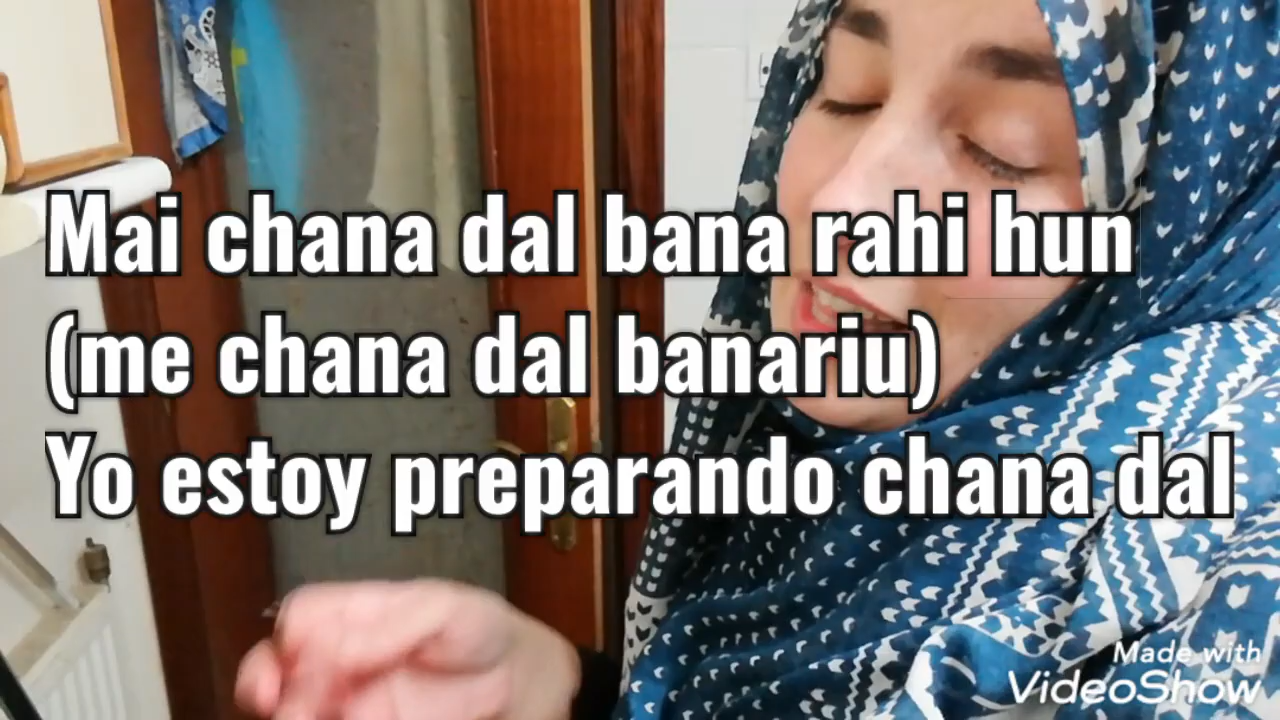 Mai chana dal bana rahi hun
(me chana dal banariu)
Yo estoy preparando chana dal
Made with
VideoShow